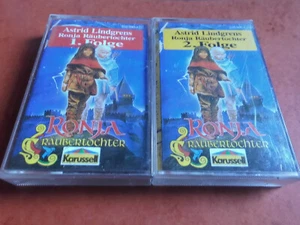 Astrid Lindgrens
Ronja Räubertochter
1. Folge
RONJA
RÄUBERTOCHTER
Karussell
Astrid Lindgrens
Ronja Räubertochter
2. Folge
RONJA
RÄUBERTOCHTER
Karussell